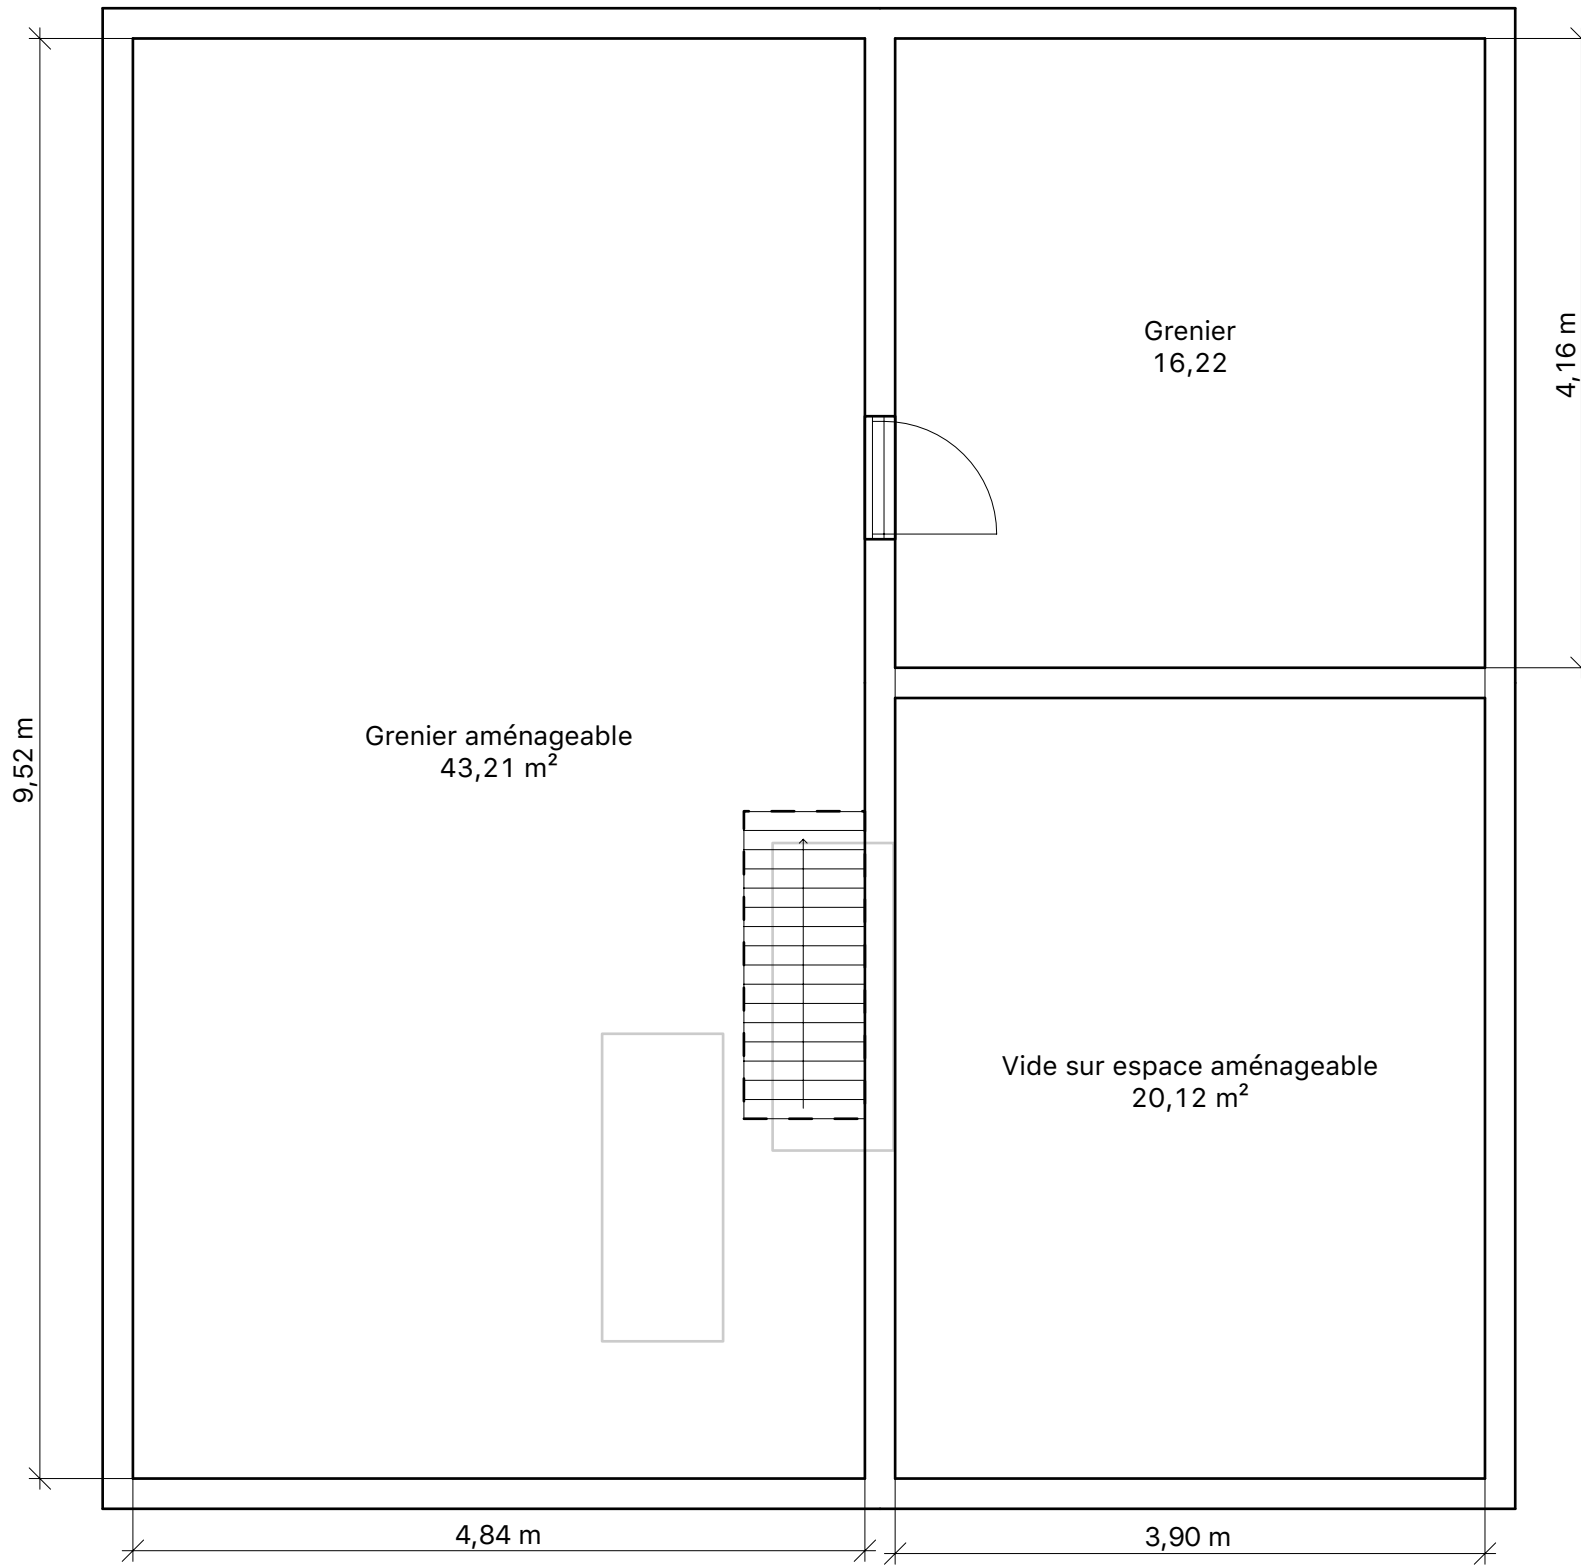 Grenier
16,22
4,16 m
9,52 m
Grenier aménageable
43,21 m²
Vide sur espace aménageable
20,12 m²
4,84 m
3,90 m